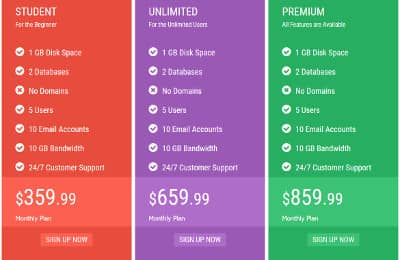 STUDENT
For the Beginner
1 GB Disk Space
2 Databases
No Domains
5 Users
10 Email Accounts
10 GB Bandwidth
24/7 Customer Support
$359.99
Monthly Plan
SIGN UP NOW
UNLIMITED
For the Unlimited Users
1 GB Disk Space
2 Databases
No Domains
5 Users
10 Email Accounts
10 GB Bandwidth
24/7 Customer Support
$659.99
Monthly Plan
SIGN UP NOW
PREMIUM
All Features are Available
1 GB Disk Space
2 Databases
No Domains
5 Users
10 Email Accounts
10 GB Bandwidth
24/7 Customer Support
$859.99
Monthly Plan
SIGN UP NOW